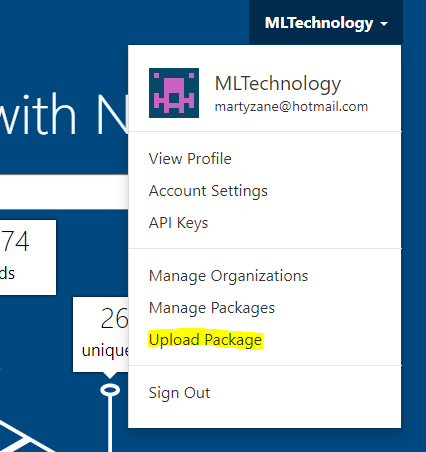 MLTechnology
MLTechnology
martyzane@hotmail.com
with N
View Profile
Account Settings
API Keys
74
ds
Manage Organizations
Manage Packages
26
unique
Upload Package
Sign Out